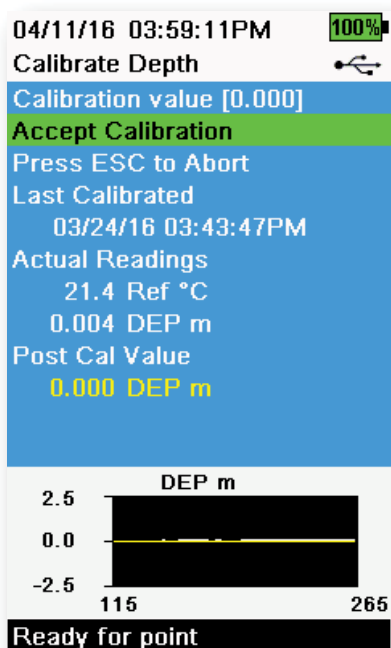 04/11/16 03:59:11PM 100%
Calibrate Depth
Calibration value [0.000]
Accept Calibration
Press ESC to Abort
Last Calibrated
03/24/16 03:43:47PM
Actual Readings
21.4 Ref °C
0.004 DEP m
Post Cal Value
0.000 DEP m
DEP m
2.5
0.0
-2.5
115 265
Ready for point